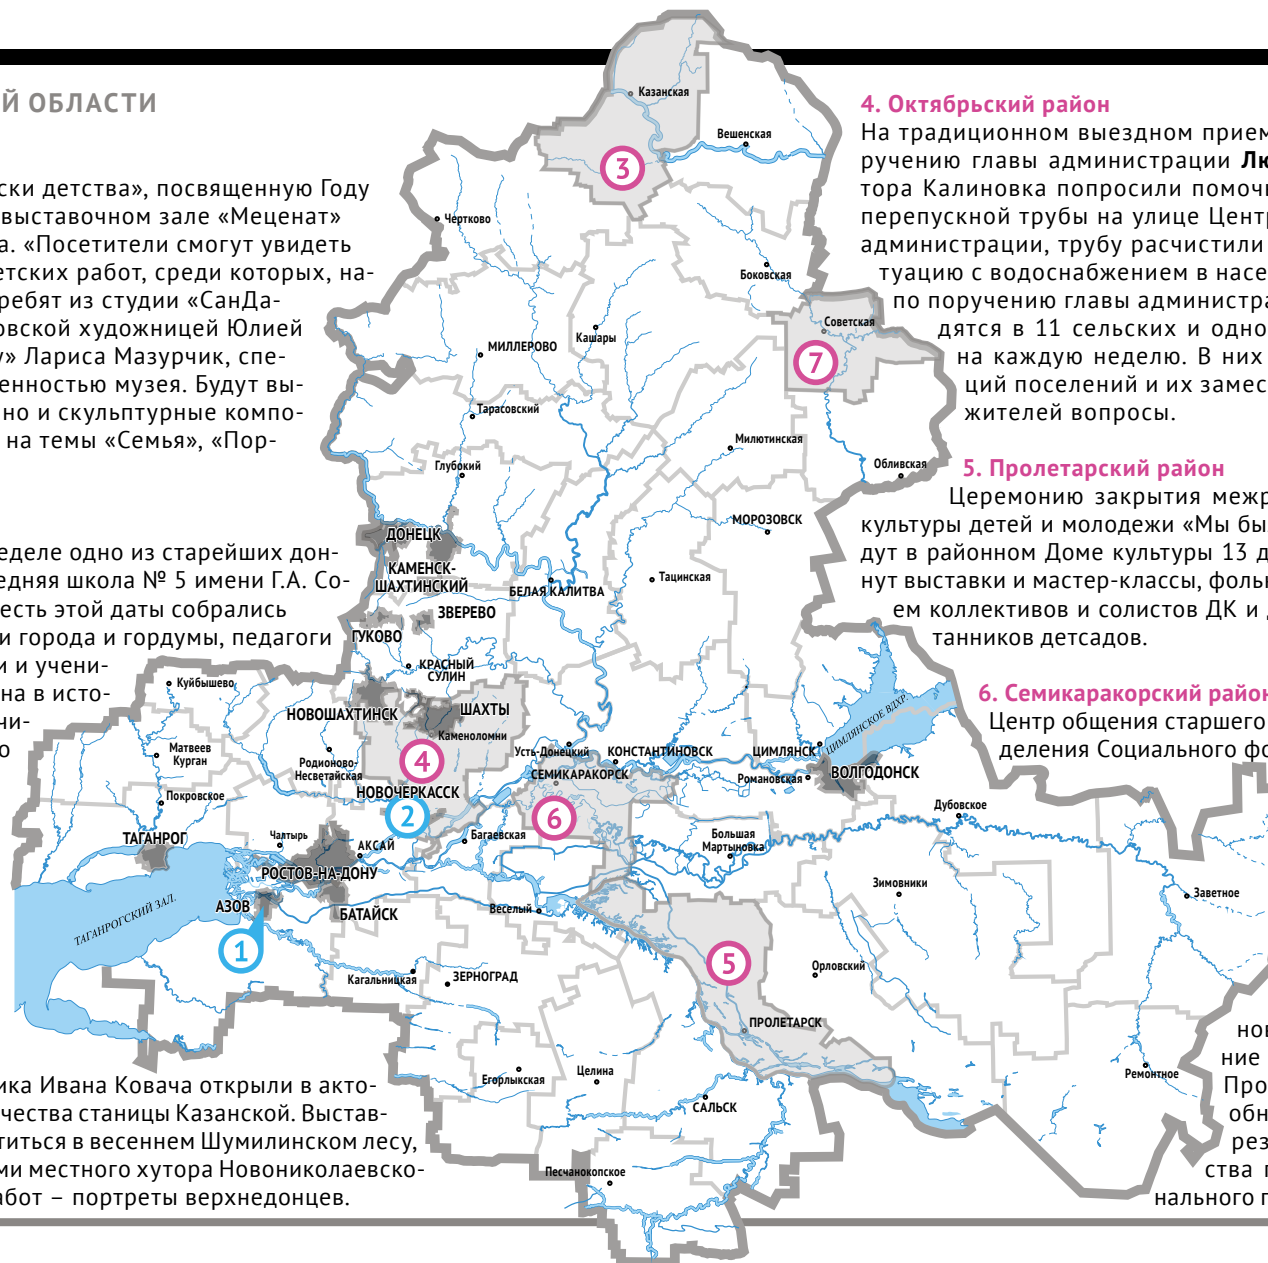 Й ОБЛАСТИ
ски детства», посвященную Году
выставочном зале «Меценат»
а. «Посетители смогут увидеть
етских работ, среди которых, на-
ребят из студии «СанДа-
овской художницей Юлией
у» Лариса Мазурчик, спе-
енностью музея. Будут вы-
но и скульптурные компо-
на темы «Семья», «Пор-
еделе одно из старейших дон-
едняя школа № 5 имени Г.А. Со-
есть этой даты собрались
и города и гордумы, педагоги
и и учени-
на в исто-
чи-
о
ика Ивана Ковача открыли в акто-
чества станицы Казанской. Выстав-
титься в весеннем Шумилинском лесу,
ми местного хутора Новониколаевско-
абот – портреты верхнедонцев.
4. Октябрьский район
На традиционном выездном прием
ручению главы администрации Лю
тора Калиновка попросили помочь
перепускной трубы на улице Центр
администрации, трубу расчистили
туацию с водоснабжением в насе
по поручению главы администра
дятся в 11 сельских и одно
на каждую неделю. В них
ций поселений и их замес
жителей вопросы.
5. Пролетарский район
Церемонию закрытия межр
культуры детей и молодежи «Мы бы
дут в районном Доме культуры 13 д
нут выставки и мастер-классы, фольк
ем коллективов и солистов ДК и
танников детсадов.
6. Семикаракорский район
Центр общения старшего
деления Социального фо
нов
ние
Про
обн
рез
ства п
нального п
Казанская
Вешенская
3
Чертково
Боковская
Советская
МИЛЛЕРОВО
Кашары
7
Тарасовский
Милютинская
Глубокий
Обливская
МОРОЗОВСК
ДОНЕЦК
КАМЕНСК-
ШАХТИНСКИЙ
БЕЛАЯ КАЛИТВА
Тацинская
ЗВЕРЕВО
ГУКОВО
КРАСНЫЙ
СУЛИН
Куйбышево
НОВОШАХТИНСК
ШАХТЫ
Каменоломни
ЦИМЛЯНСКОЕ ВДХР.
Матвеев
Курган
Родионово-
Несветайская
4
Усть-Донецкий
КОНСТАНТИНОВСК
ЦИМЛЯНСК
СЕМИКАРАКОРСК
Романовская
ВОЛГОДОНСК
Покровское
НОВОЧЕРКАССК
2
6
Дубовское
ТАГАНРОГ
Чалтырь
АКСАЙ
Багаевская
Большая
Мартыновка
РОСТОВ-НА-ДОНУ
Зимовники
Заветное
АЗОВ
БАТАЙСК
Веселый
ТАГАНРОГСКИЙ ЗАЛ.
1
5
Кагальницкая
ЗЕРНОГРАД
Орловский
ПРОЛЕТАРСК
Егорлыкская
Целина
Ремонтное
САЛЬСК
Песчанокопское